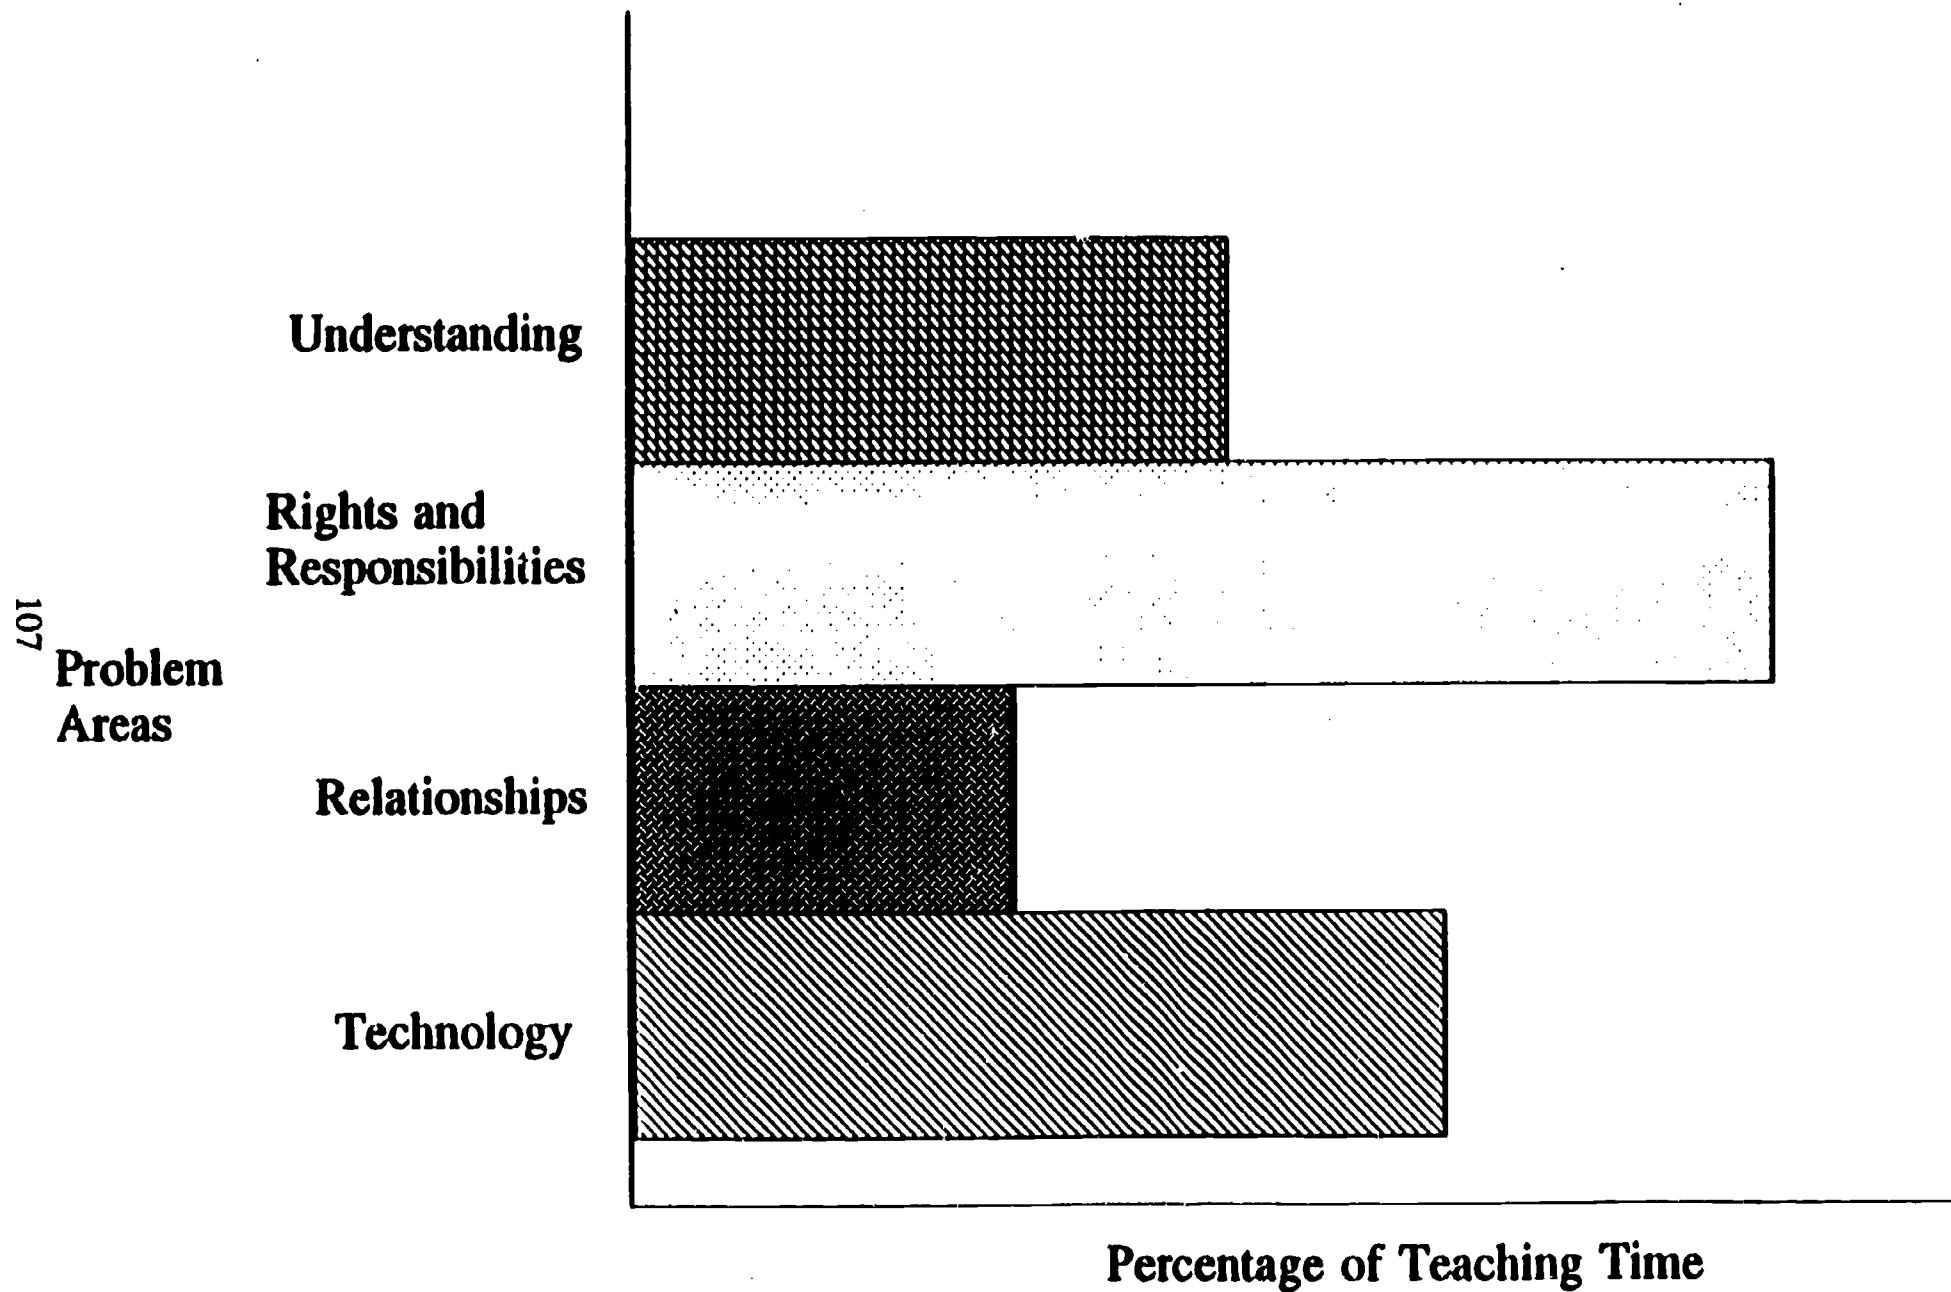 Understanding
Rights and
Responsibilities
107
Problem
Areas
Relationships
Technology
Percentage of Teaching Time